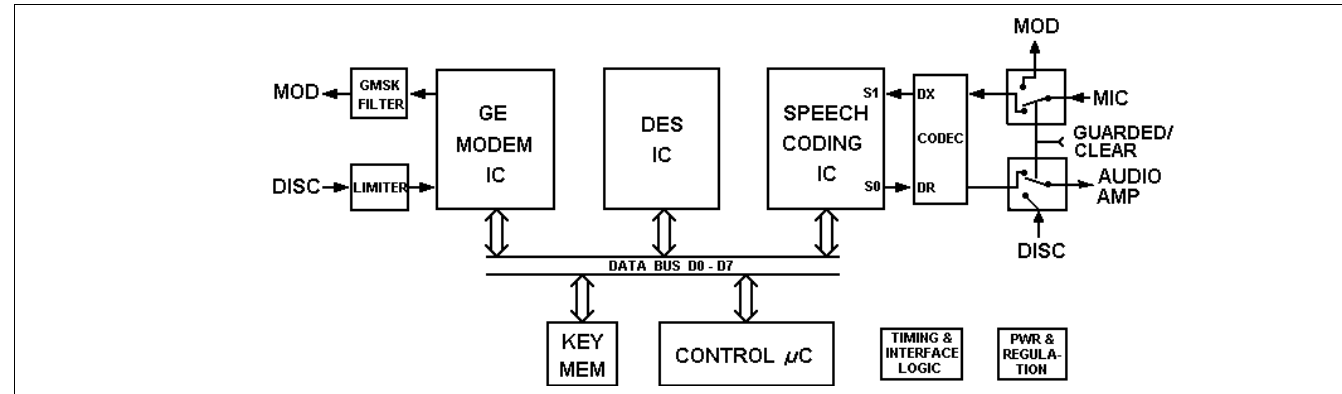 MOD
MOD
GMSK
FILTER
GE
MODEM
IC
DES
IC
SPEECH
CODING
IC
S1
DX
CODEC
MIC
GUARDED/
CLEAR
DISC
LIMITER
S0
DR
AUDIO
AMP
DISC
DATA BUS D0 - D7
KEY
MEM
CONTROL µC
TIMING &
INTERFACE
LOGIC
PWR &
REGULA-
TION